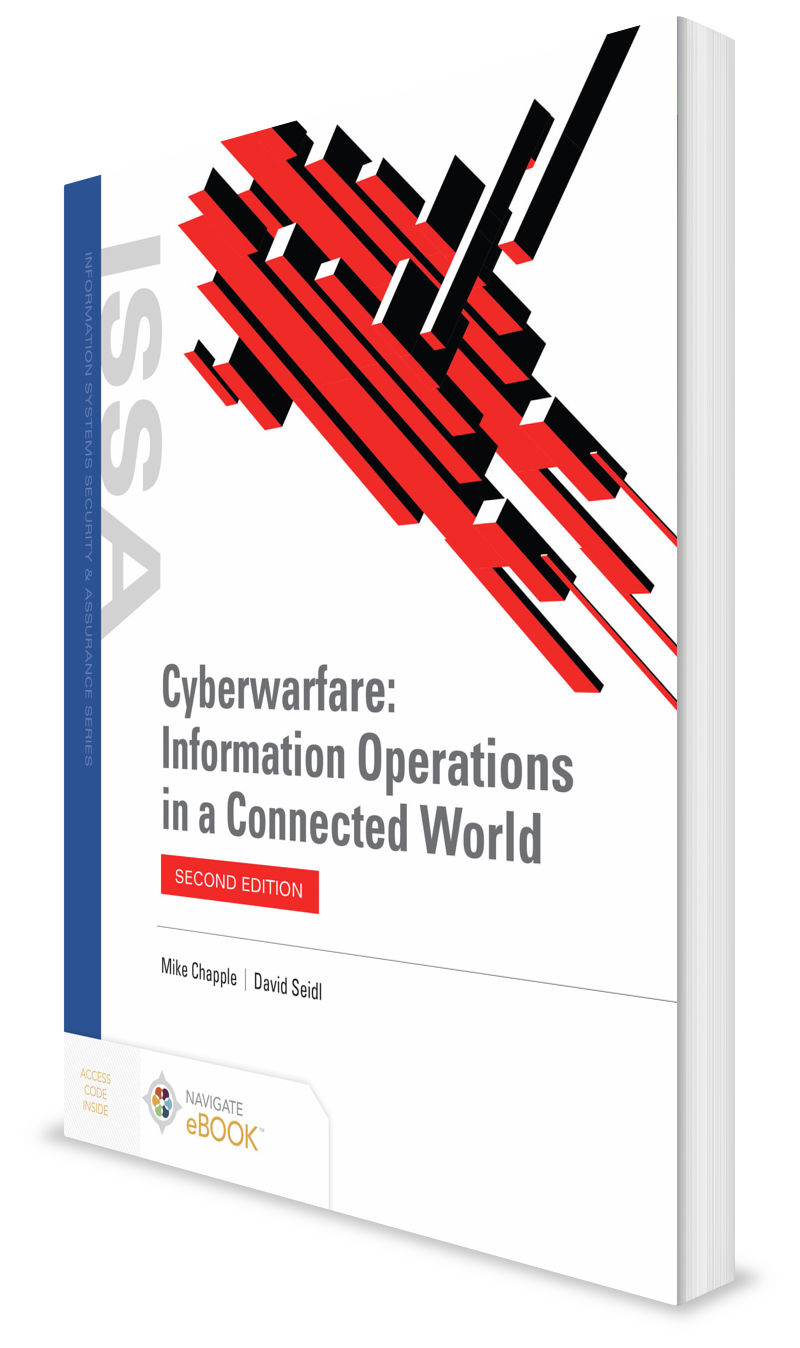 INFORMATION SYSTEMS SECURITY & ASSURANCE SERIES
ISSA
Cyberwarfare:
Information Operations
in a Connected World
SECOND EDITION
Mike Chapple | David Seidl
ACCESS
CODE
INSIDE
NAVIGATE
eBOOK™